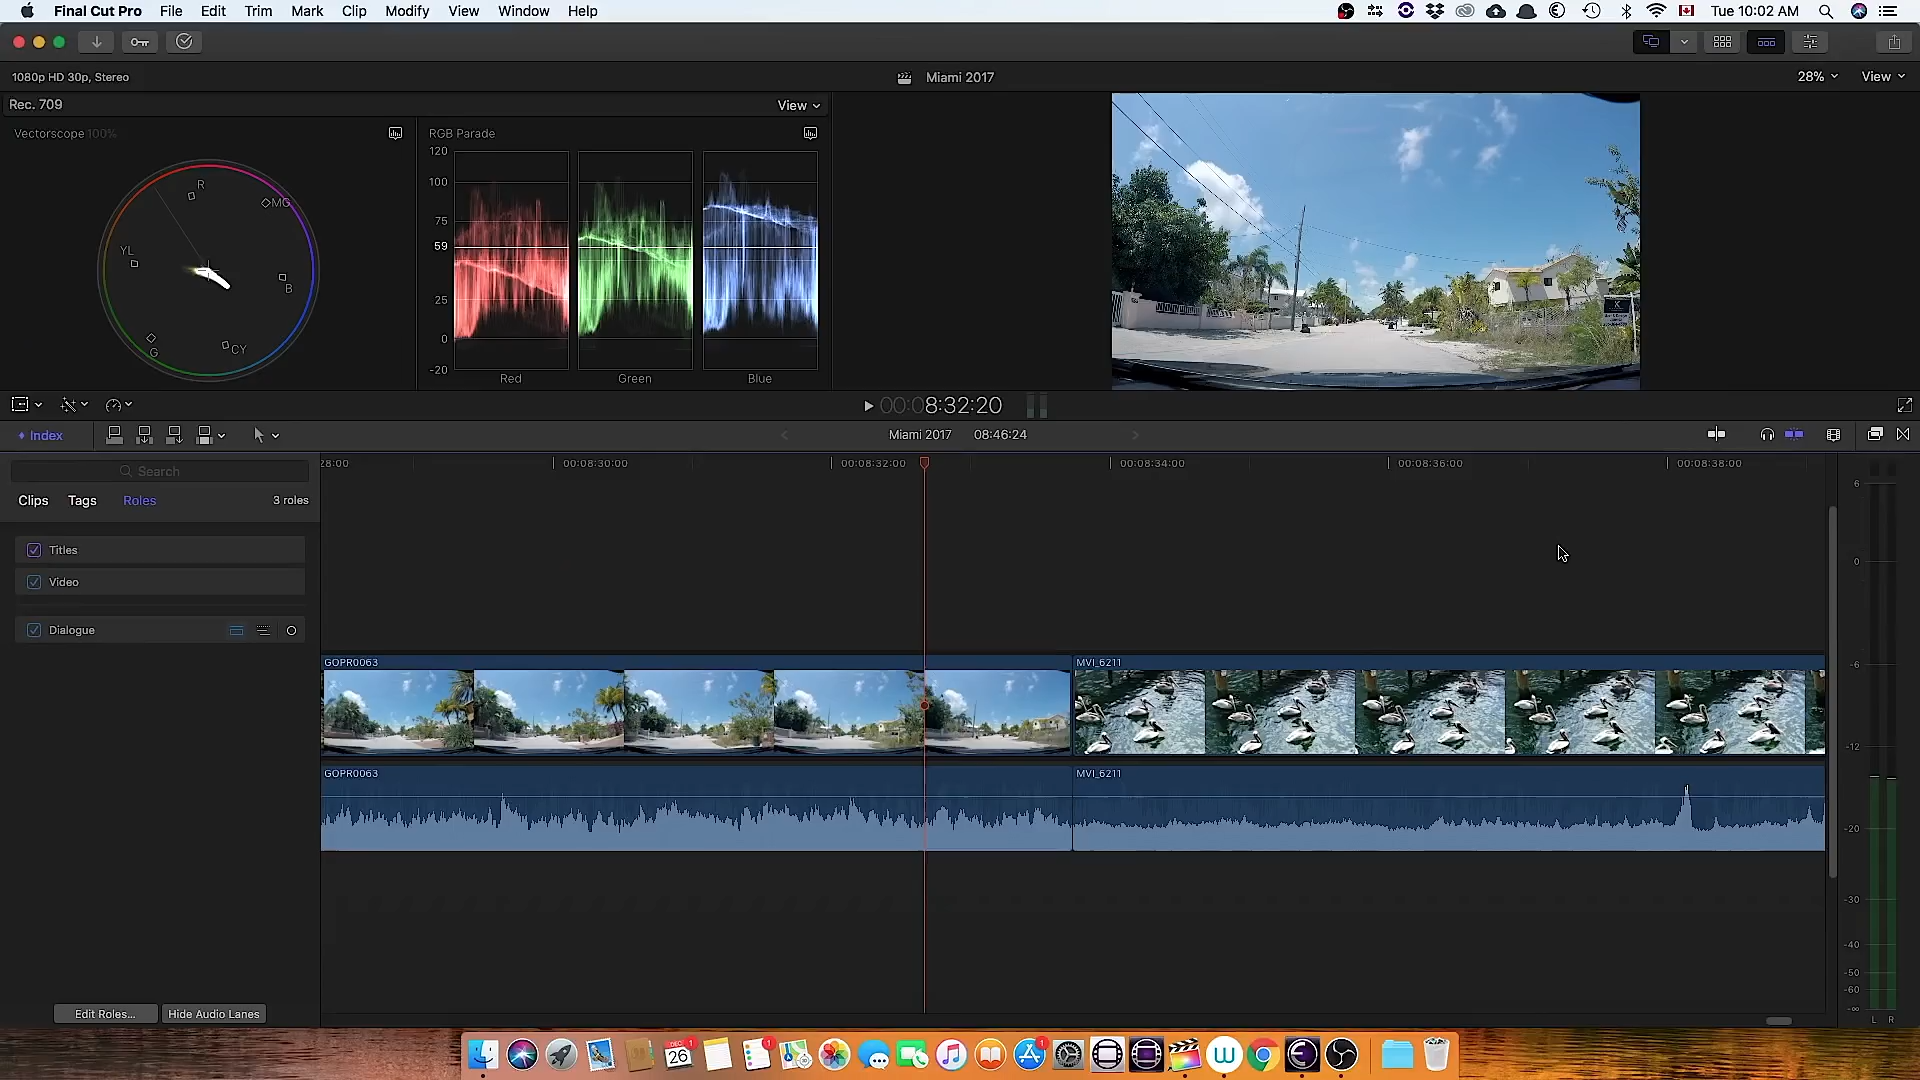 Final Cut Pro File Edit Trim Mark Clip Modify View Window Help Tue 10:02 AM
1080p HD 30p, Stereo Miami 2017 28% View
Rec. 709 View
Vectorscope 100% RGB Parade
R MG YL B G CY
120
100
75
59
25
0
-20
Red Green Blue
00:08:32:20
Index Miami 2017 08:46:24
28:00 00:08:30:00 00:08:32:00 00:08:34:00 00:08:36:00 00:08:38:00
Search
Clips Tags Roles 3 roles
Titles
Video
Dialogue
GOPR0063 MVI_6211
GOPR0063 MVI_6211
6
0
-6
-12
-20
-30
-40
-50
-60
-∞
L R
Edit Roles... Hide Audio Lanes
DEC 1 1 1
26